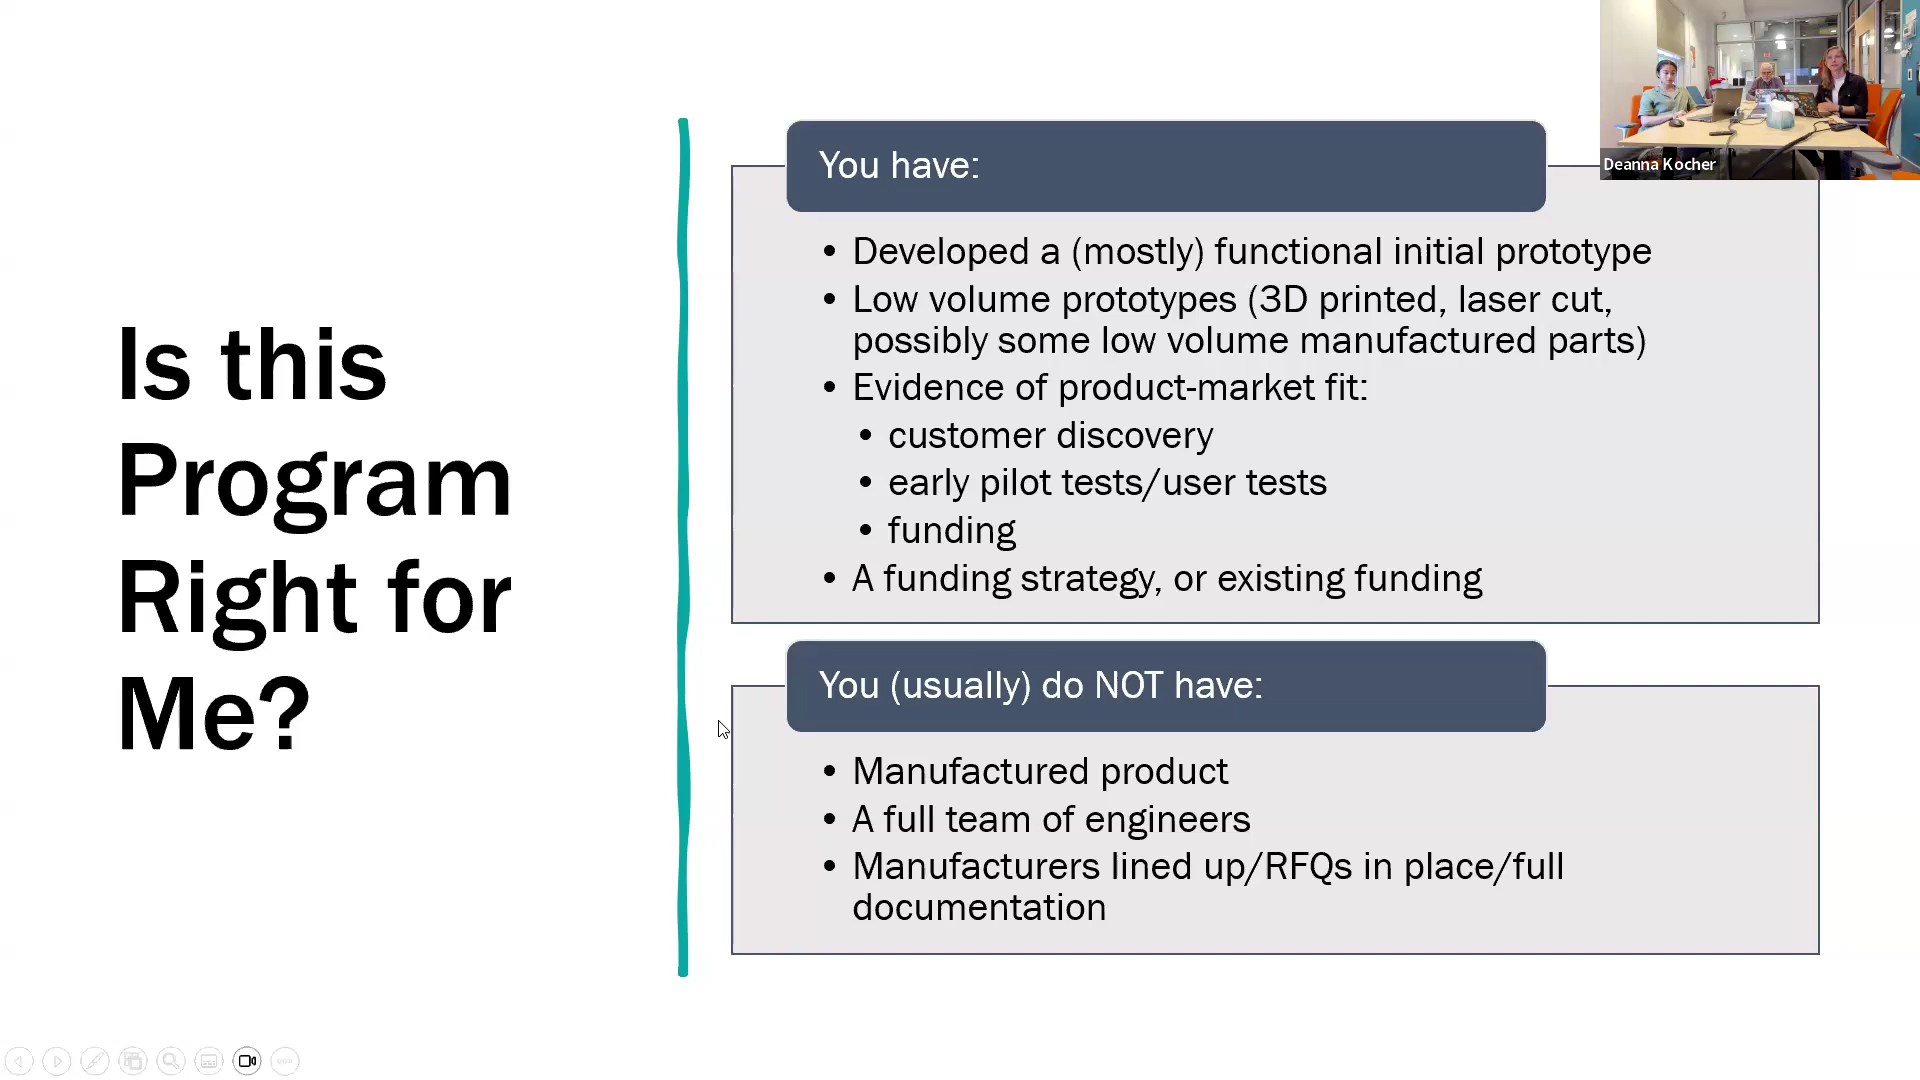 Is this
Program
Right for
Me?
You have:
• Developed a (mostly) functional initial prototype
• Low volume prototypes (3D printed, laser cut,
possibly some low volume manufactured parts)
• Evidence of product-market fit:
• customer discovery
• early pilot tests/user tests
• funding
• A funding strategy, or existing funding
You (usually) do NOT have:
• Manufactured product
• A full team of engineers
• Manufacturers lined up/RFQs in place/full
documentation
Deanna Kocher